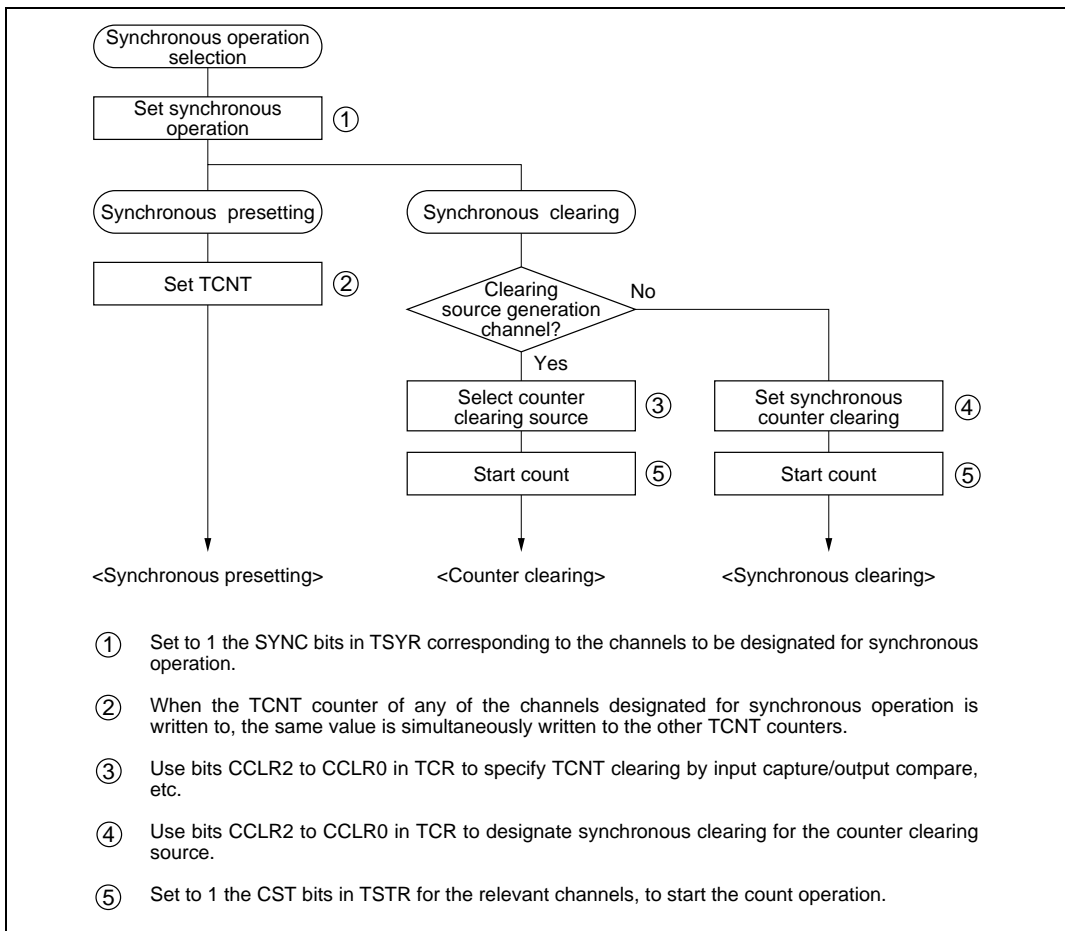 Synchronous operation
selection
Set synchronous
operation
①
Synchronous presetting
Synchronous clearing
Set TCNT
②
Clearing
source generation
channel?
No
Yes
Select counter
clearing source
③
Set synchronous
counter clearing
④
Start count
⑤
Start count
⑤
<Synchronous presetting>
<Counter clearing>
<Synchronous clearing>
① Set to 1 the SYNC bits in TSYR corresponding to the channels to be designated for synchronous
operation.
② When the TCNT counter of any of the channels designated for synchronous operation is
written to, the same value is simultaneously written to the other TCNT counters.
③ Use bits CCLR2 to CCLR0 in TCR to specify TCNT clearing by input capture/output compare,
etc.
④ Use bits CCLR2 to CCLR0 in TCR to designate synchronous clearing for the counter clearing
source.
⑤ Set to 1 the CST bits in TSTR for the relevant channels, to start the count operation.